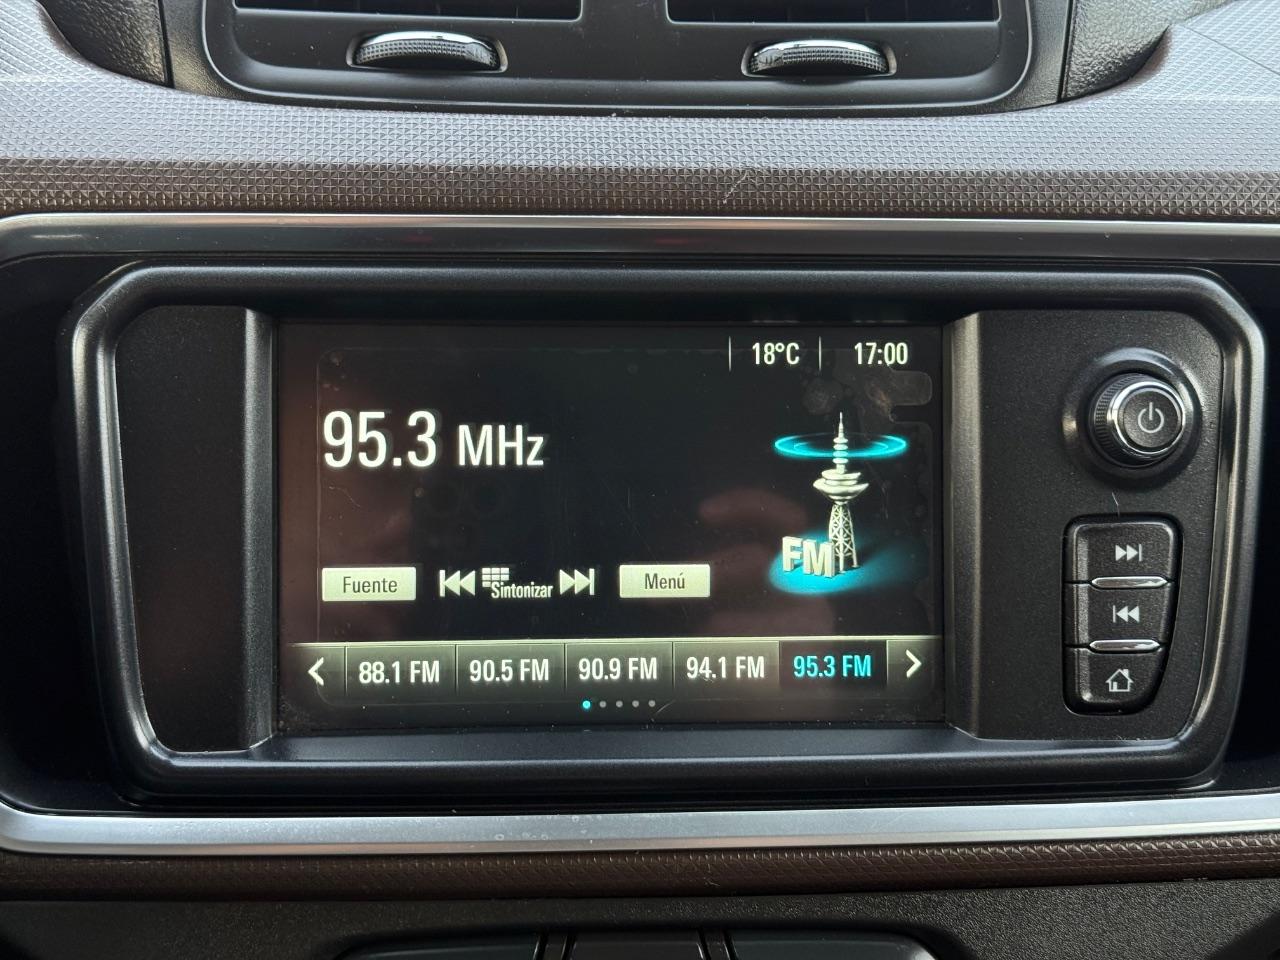 18°C 17:00
95.3 MHz
FM
Fuente Sintonizar Menú
88.1 FM 90.5 FM 90.9 FM 94.1 FM 95.3 FM